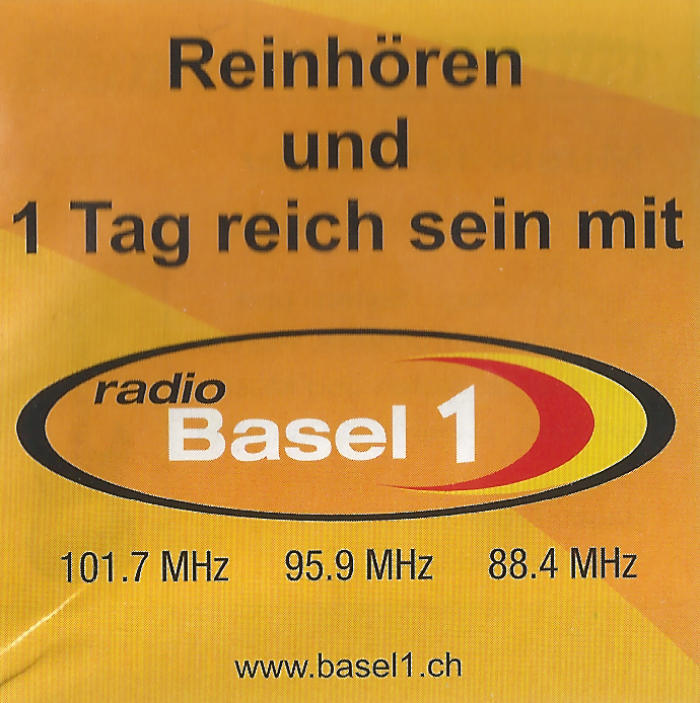 Reinhören
und
1 Tag reich sein mit
radio
Basel 1
101.7 MHz 95.9 MHz 88.4 MHz
www.basel1.ch